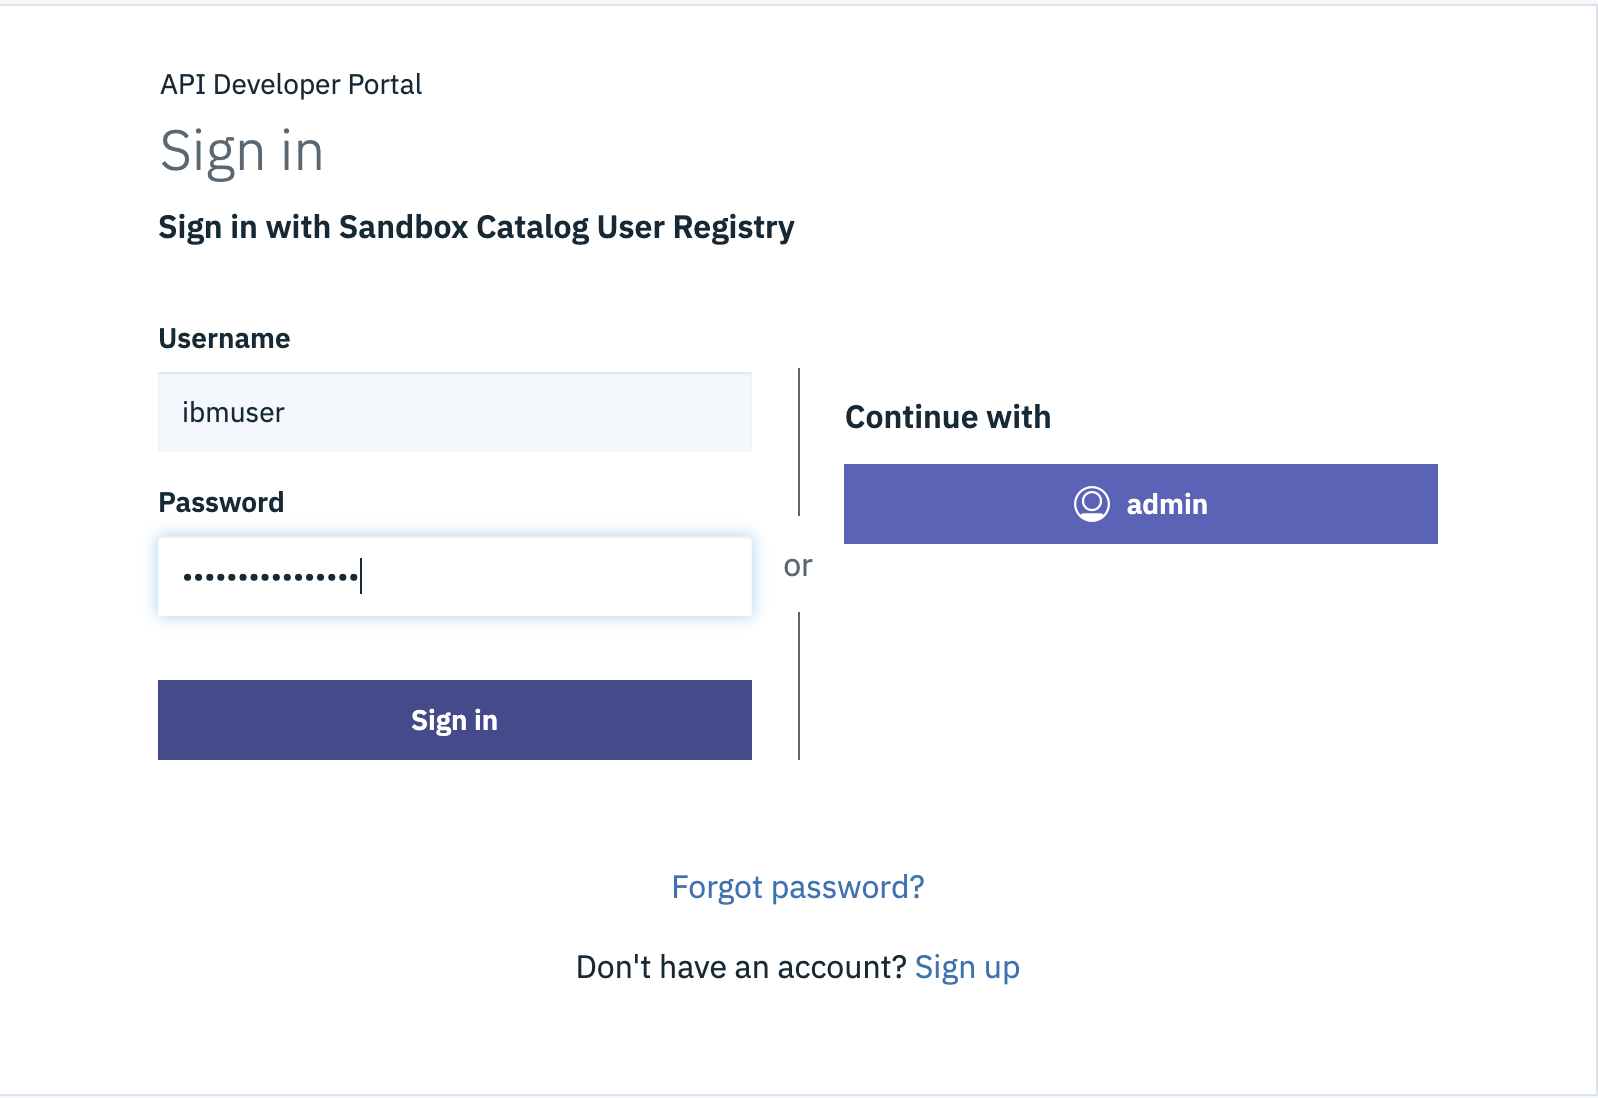 API Developer Portal
Sign in
Sign in with Sandbox Catalog User Registry
Username
ibmuser
Password
••••••••••••••••
Sign in
or
Continue with
admin
Forgot password?
Don't have an account? Sign up